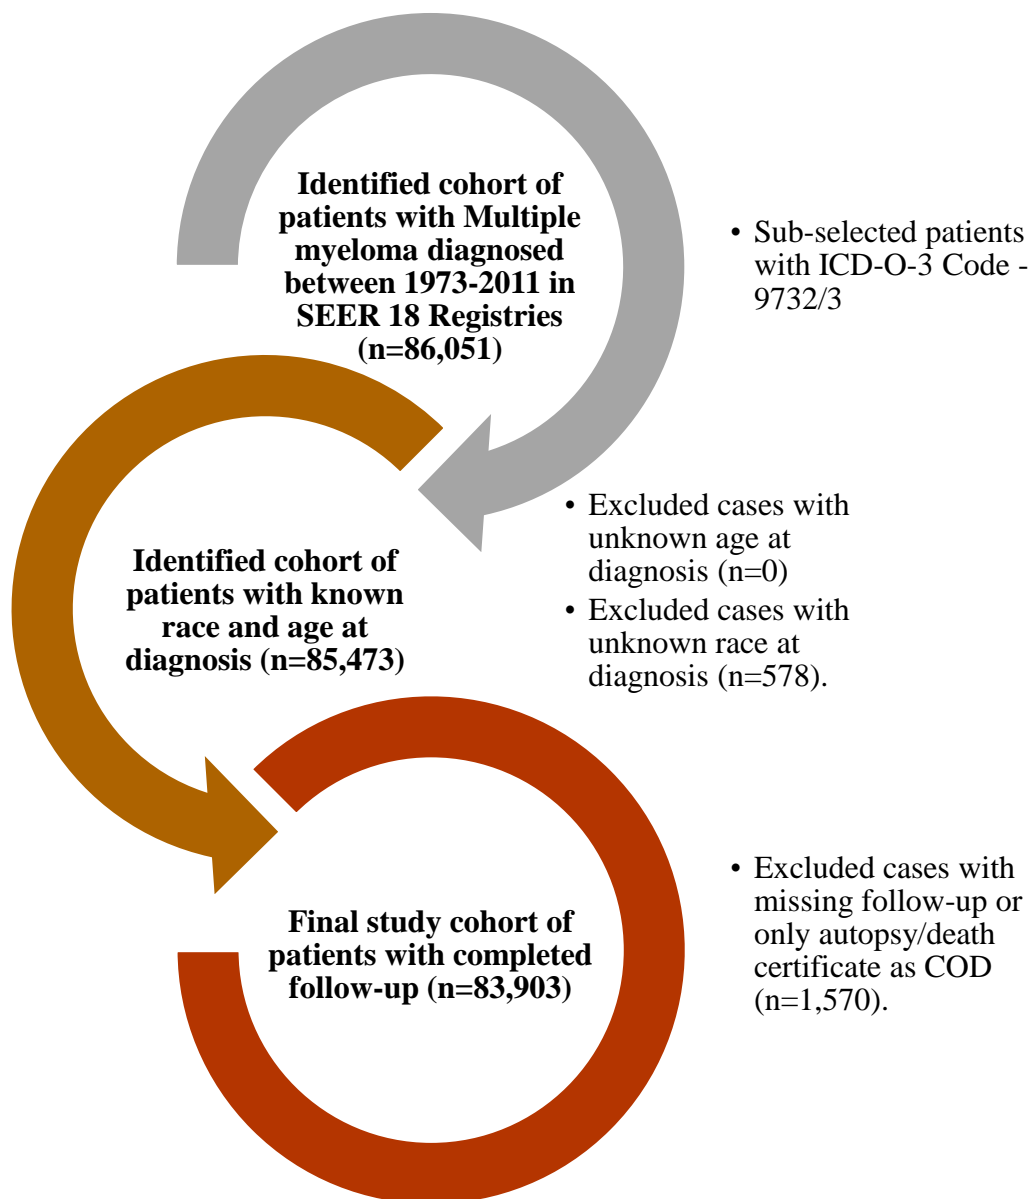 Identified cohort of
patients with Multiple
myeloma diagnosed
between 1973-2011 in
SEER 18 Registries
(n=86,051)
• Sub-selected patients
with ICD-O-3 Code -
9732/3
Identified cohort of
patients with known
race and age at
diagnosis (n=85,473)
• Excluded cases with
unknown age at
diagnosis (n=0)
• Excluded cases with
unknown race at
diagnosis (n=578).
Final study cohort of
patients with completed
follow-up (n=83,903)
• Excluded cases with
missing follow-up or
only autopsy/death
certificate as COD
(n=1,570).